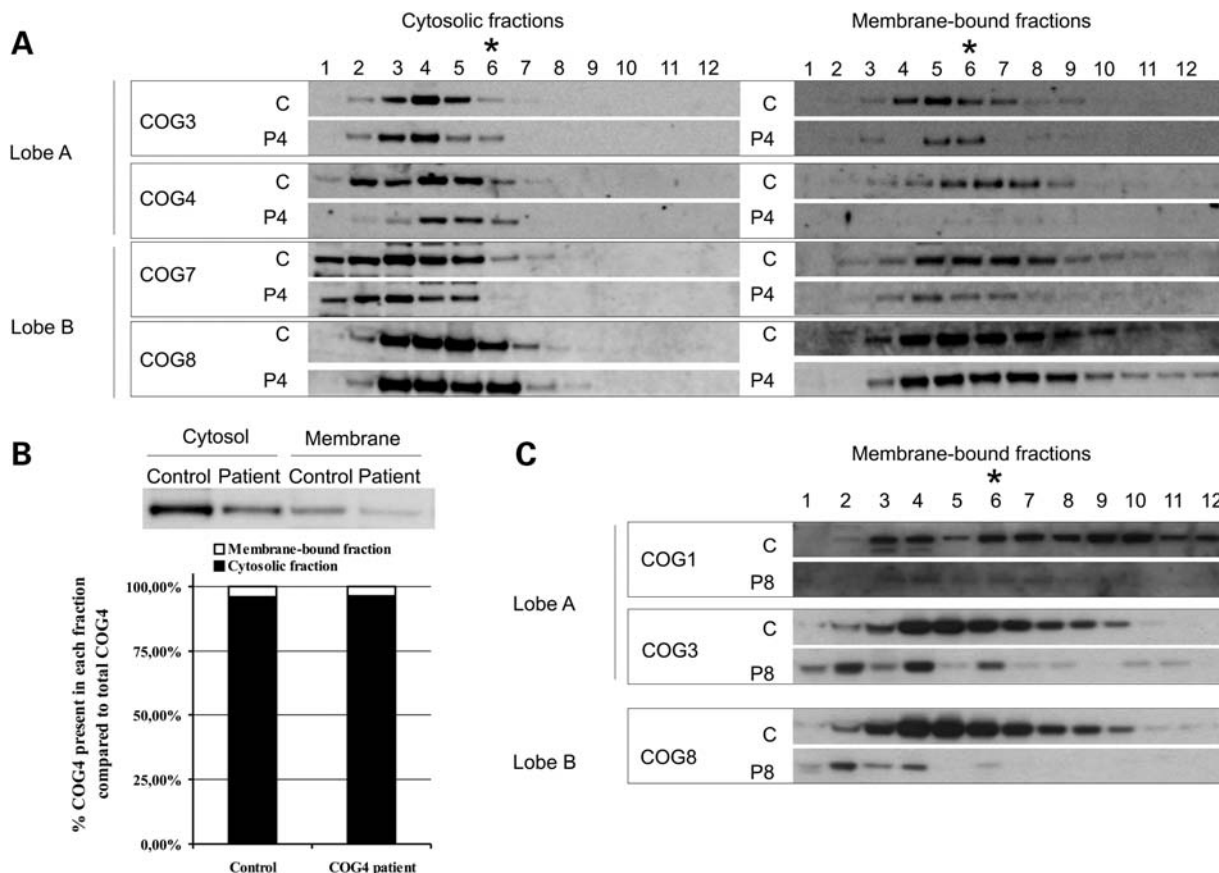 A
Cytosolic fractions
Membrane-bound fractions
*
*
1 2 3 4 5 6 7 8 9 10 11 12
1 2 3 4 5 6 7 8 9 10 11 12
Lobe A
COG3
C
C
P4
P4
COG4
C
C
P4
P4
Lobe B
COG7
C
C
P4
P4
COG8
C
C
P4
P4
B
Cytosol Membrane
Control Patient Control Patient
Membrane-bound fraction
Cytosolic fraction
% COG4 present in each fraction
compared to total COG4
100,00%
75,00%
50,00%
25,00%
0,00%
Control COG4 patient
C
Membrane-bound fractions
*
1 2 3 4 5 6 7 8 9 10 11 12
Lobe A
COG1
C
P8
COG3
C
P8
Lobe B
COG8
C
P8